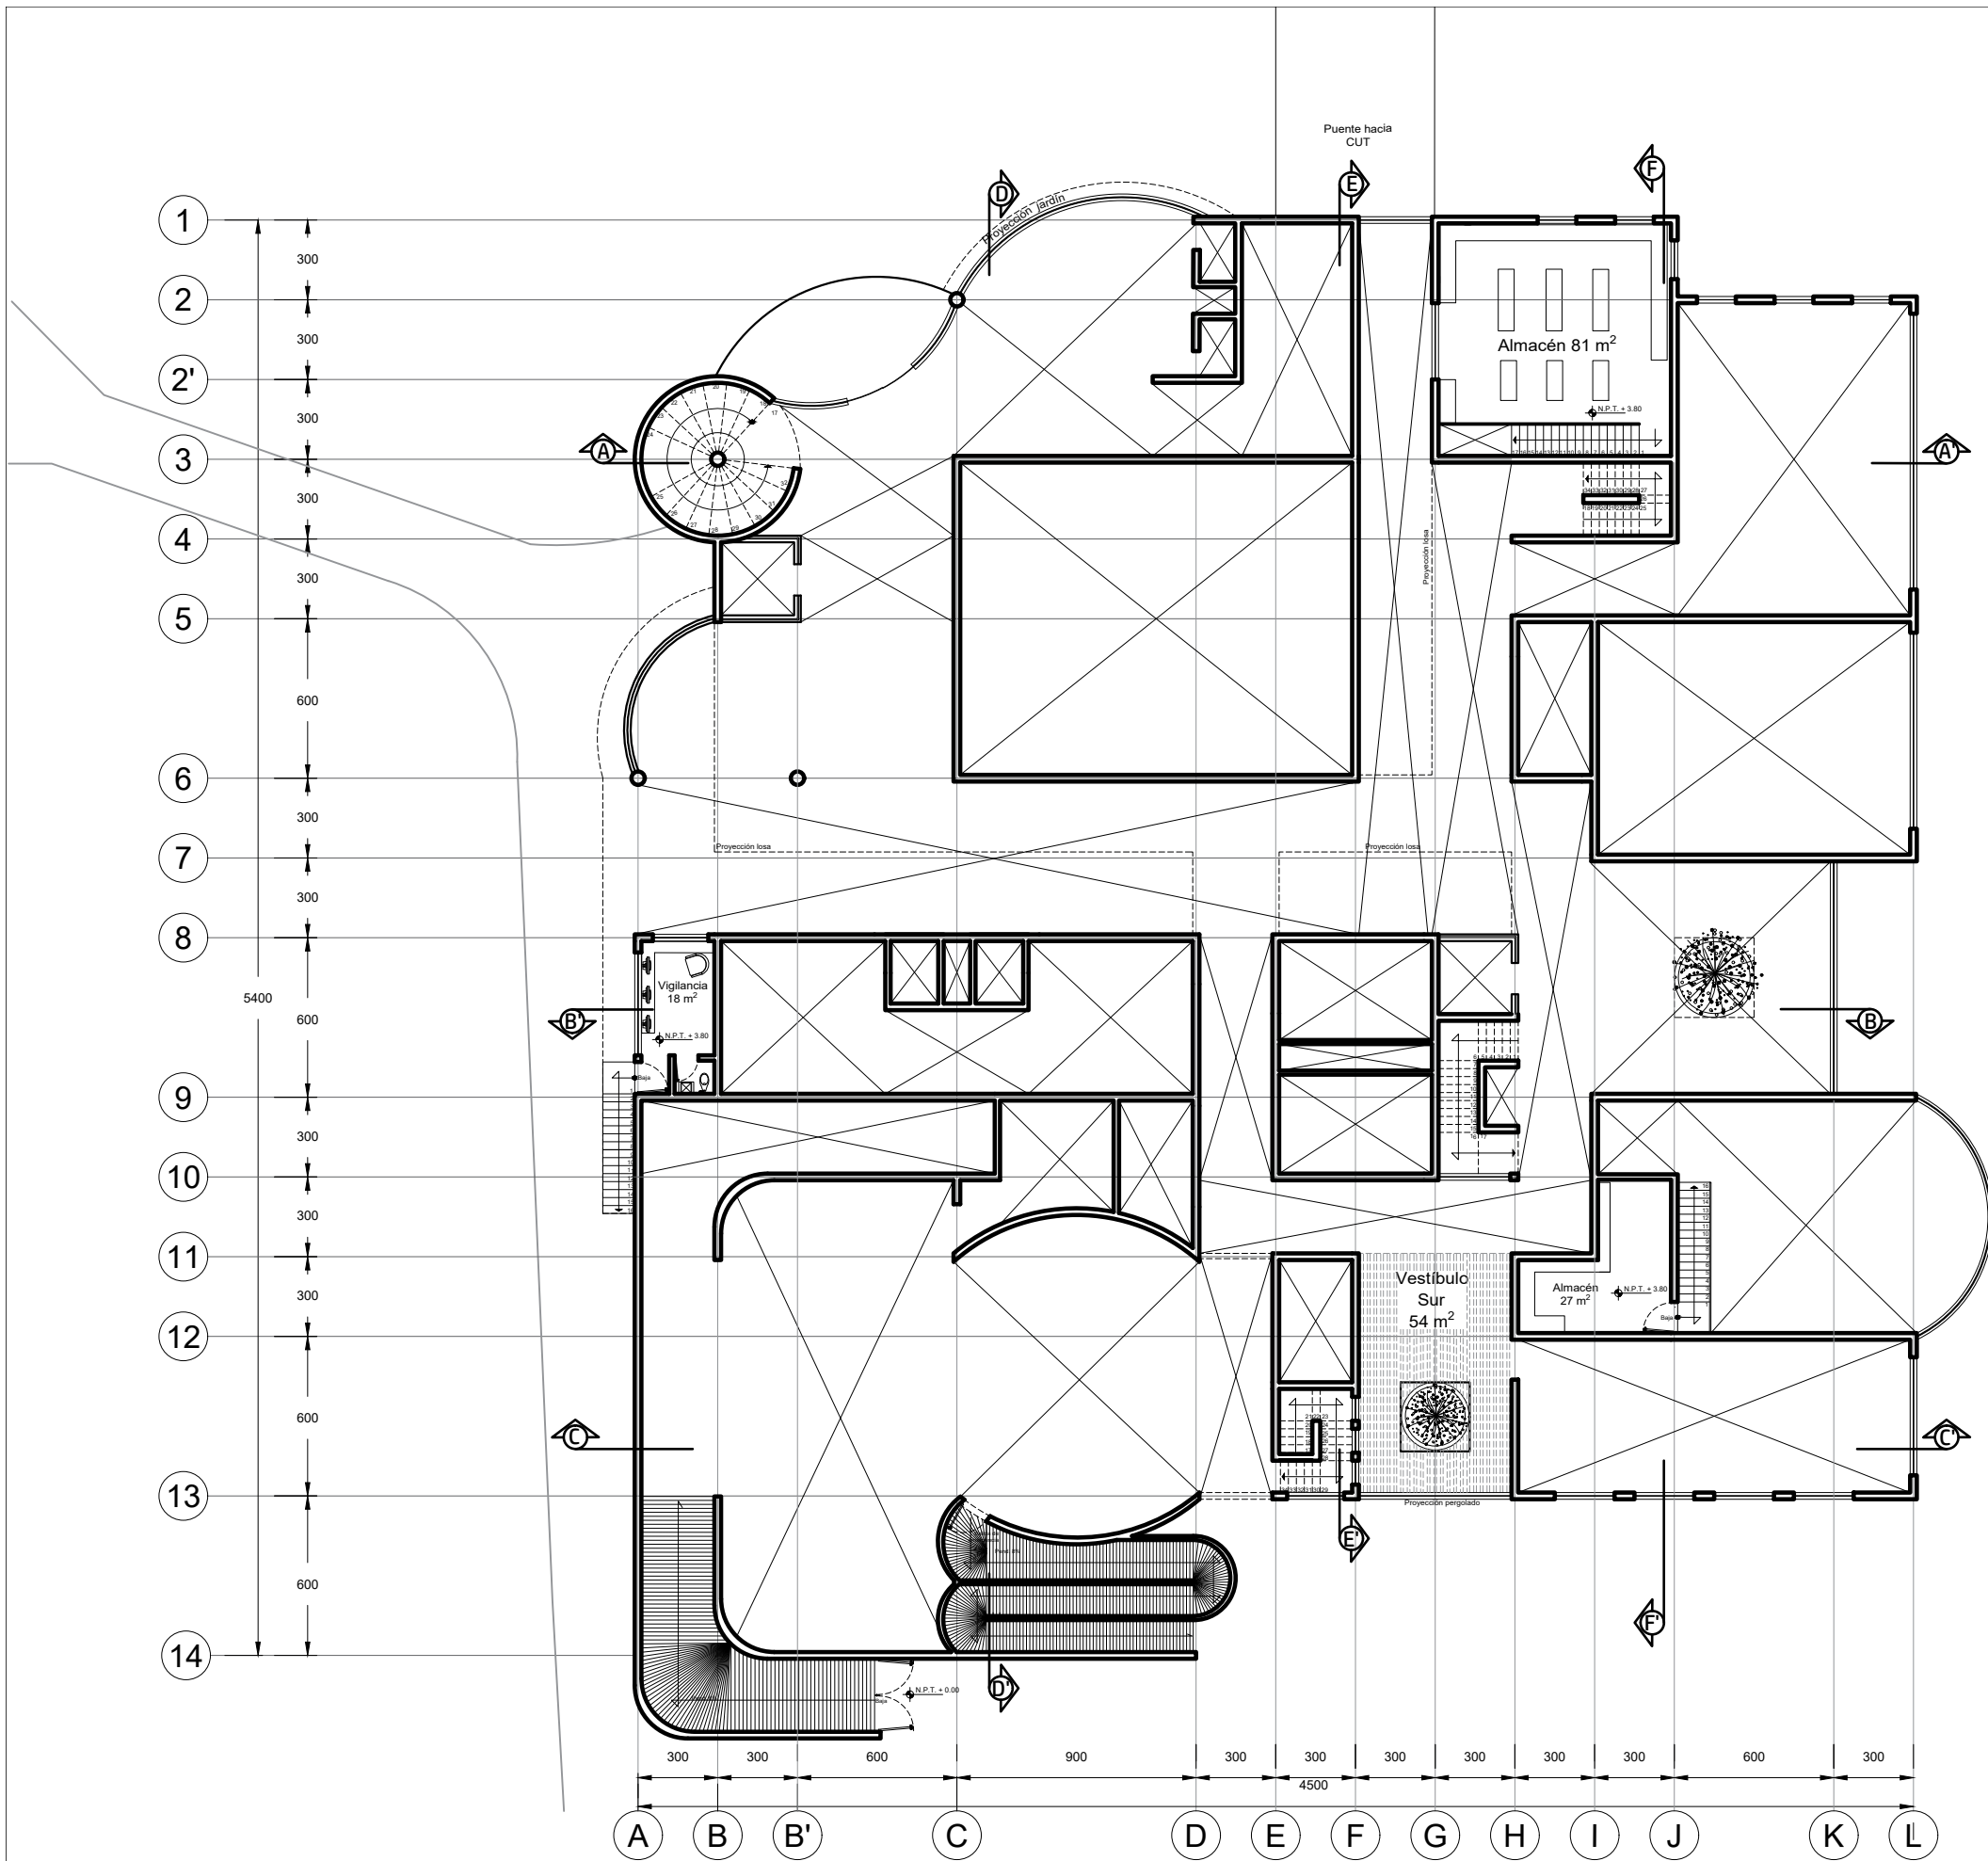 Puente hacia
CUT
D
E
F
1
Proyección jardín
300
2
300
Almacén 81 m²
2'
300
N.P.T. + 3.80
A
3
A'
300
4
Proyección losa
300
5
600
6
300
Proyección losa
Proyección losa
7
300
8
5400
Vigilancia
18 m²
600
B'
B
N.P.T. + 3.80
Baja
9
300
10
300
11
Vestíbulo
Sur
54 m²
300
Almacén
27 m²
N.P.T. + 3.80
Baja
12
600
C
C'
13
Proyección pergolado
E'
600
F'
14
D'
N.P.T. + 0.00
Baja
300 300 600 900 300 300 300 300 300 300 600 300
4500
A B B' C D E F G H I J K L